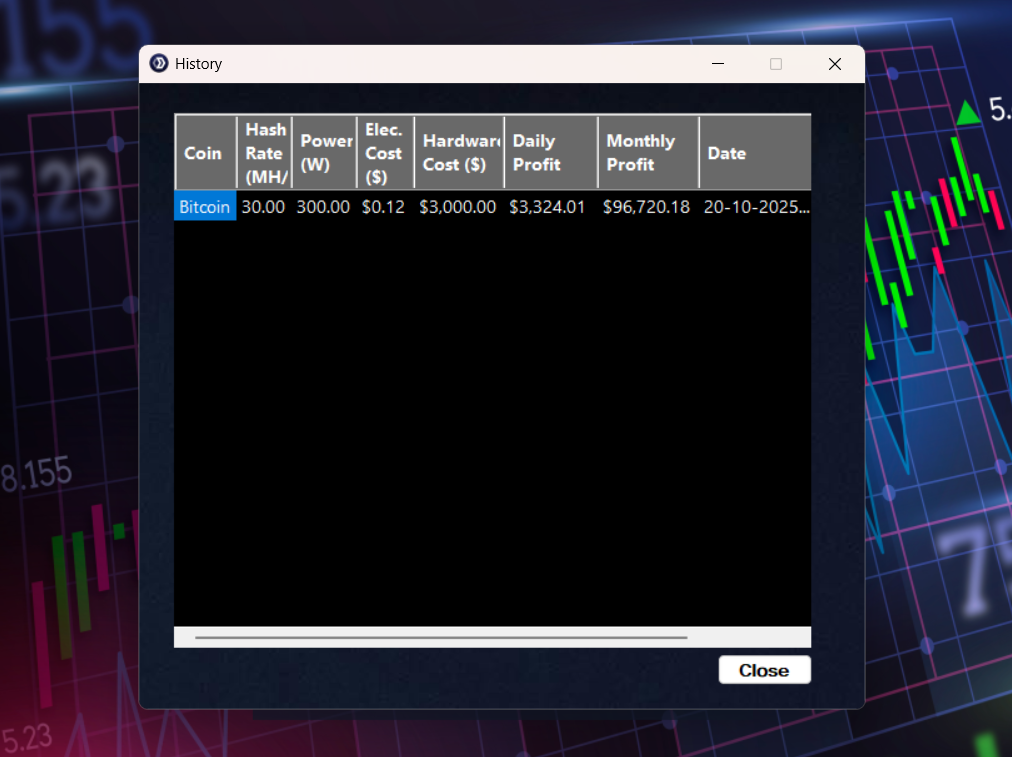 155
History
5.
5.23
Coin
Hash
Rate
(MH/
Power
(W)
Elec.
Cost
($)
Hardwar
Cost ($)
Daily
Profit
Monthly
Profit
Date
Bitcoin 30.00 300.00 $0.12 $3,000.00 $3,324.01 $96,720.18 20-10-2025...
8.155
75
Close
5.23